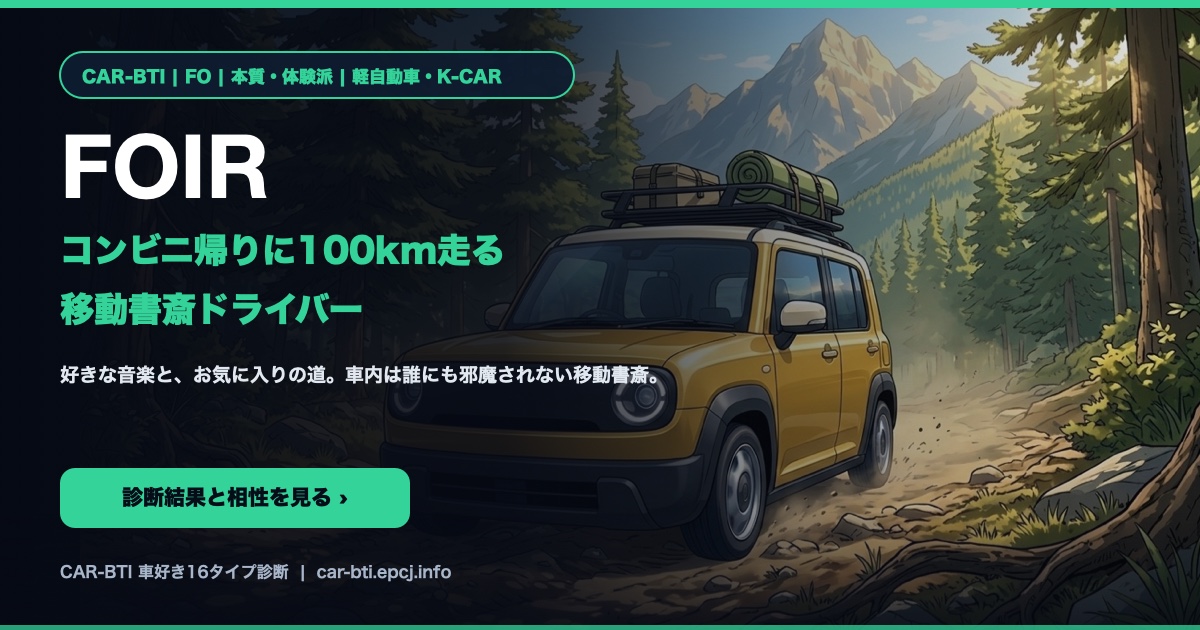 CAR-BTI | FO | 本質・体験派 | 軽自動車・K-CAR
FOIR
コンビニ帰りに100km走る
移動書斎ドライバー
好きな音楽と、お気に入りの道。車内は誰にも邪魔されない移動書斎。
診断結果と相性を見る ›
CAR-BTI 車好き16タイプ診断 | car-bti.epcj.info